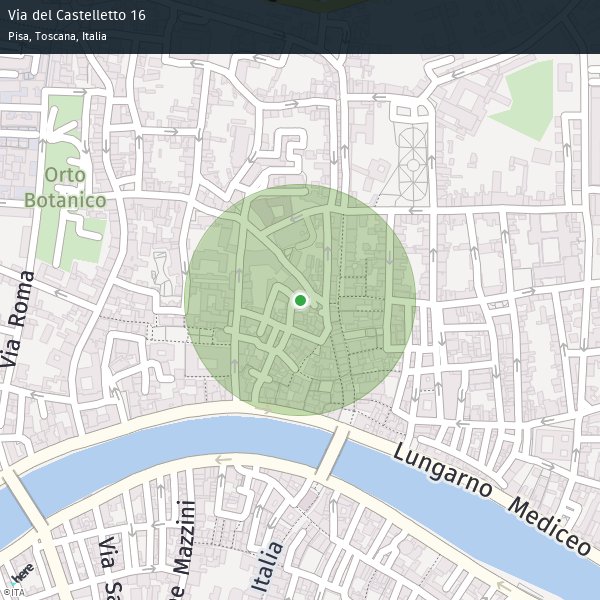 Via del Castelletto 16
Pisa, Toscana, Italia
Orto
Botanico
Via Roma
Lungarno Mediceo
Mazzini
Via Sa
Italia
here
©ITA